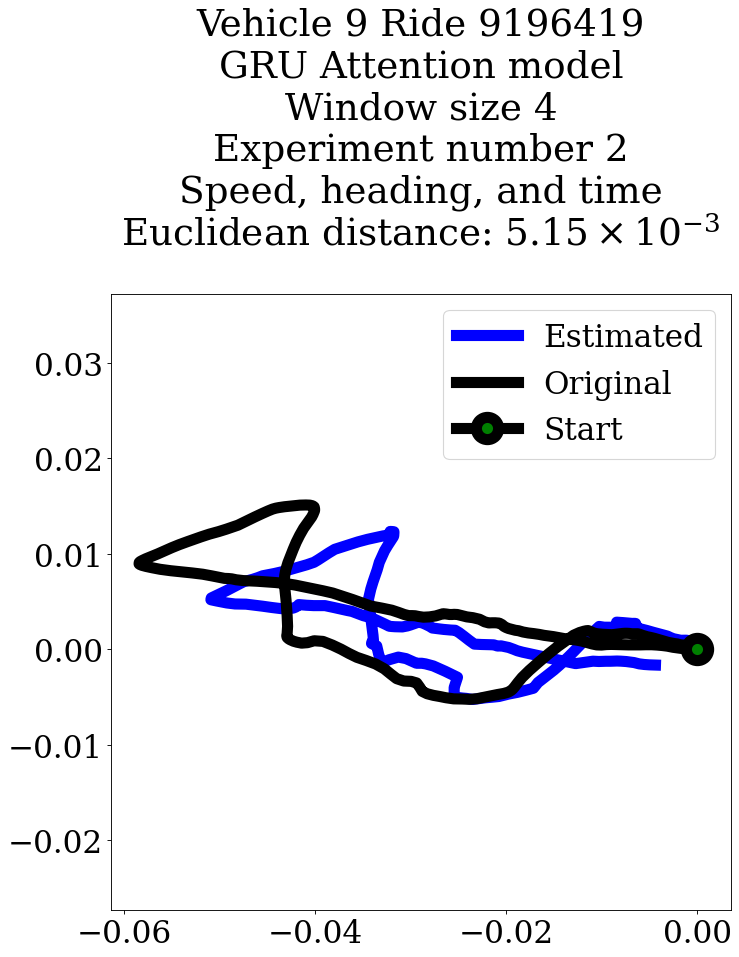 Vehicle 9 Ride 9196419
GRU Attention model
Window size 4
Experiment number 2
Speed, heading, and time
Euclidean distance: 5.15 × 10⁻³
Estimated
Original
Start
0.03
0.02
0.01
0.00
−0.01
−0.02
−0.06
−0.04
−0.02
0.00